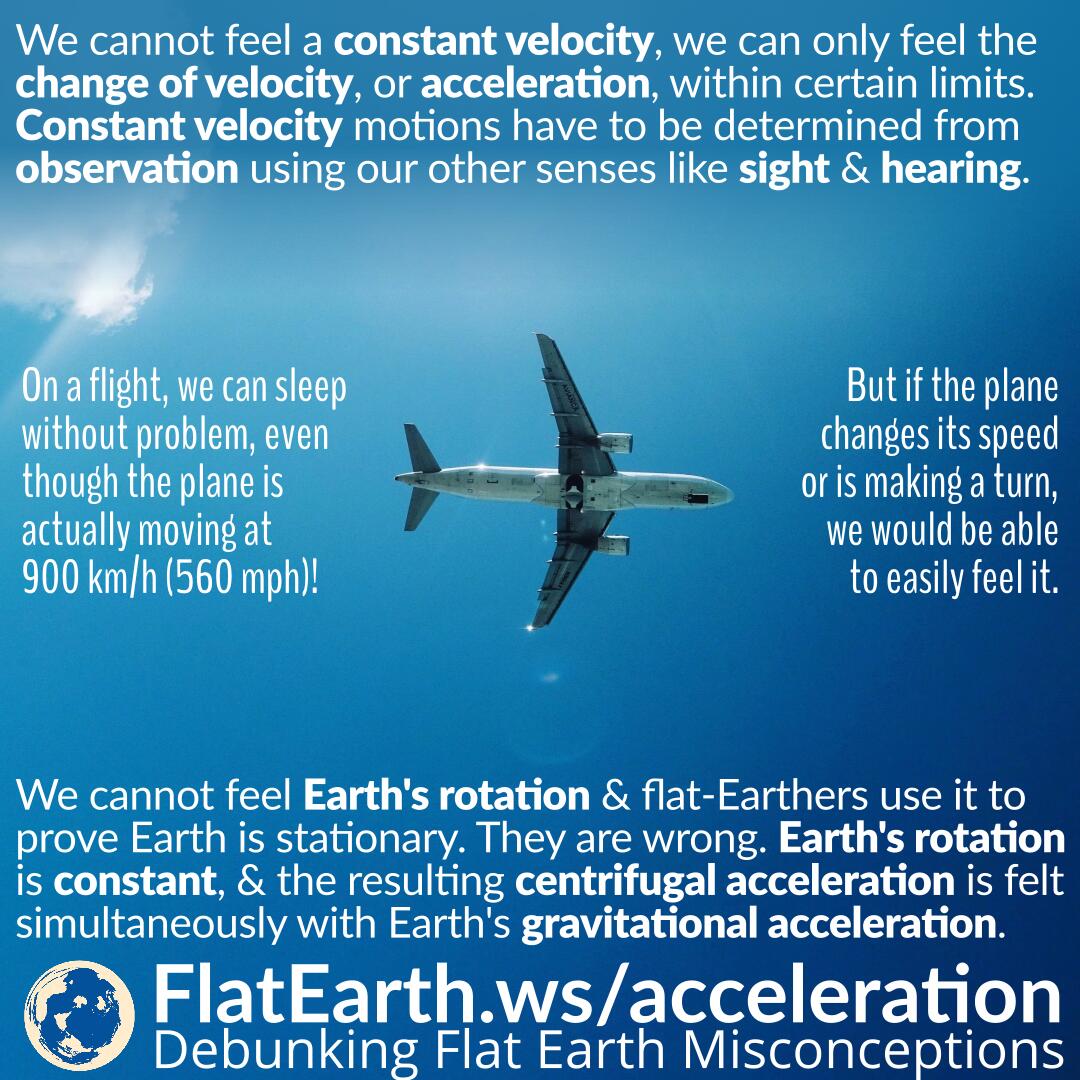 We cannot feel a constant velocity, we can only feel the
change of velocity, or acceleration, within certain limits.
Constant velocity motions have to be determined from
observation using our other senses like sight & hearing.
On a flight, we can sleep
without problem, even
though the plane is
actually moving at
900 km/h (560 mph)!
But if the plane
changes its speed
or is making a turn,
we would be able
to easily feel it.
We cannot feel Earth's rotation & flat-Earthers use it to
prove Earth is stationary. They are wrong. Earth's rotation
is constant, & the resulting centrifugal acceleration is felt
simultaneously with Earth's gravitational acceleration.
FlatEarth.ws/acceleration
Debunking Flat Earth Misconceptions